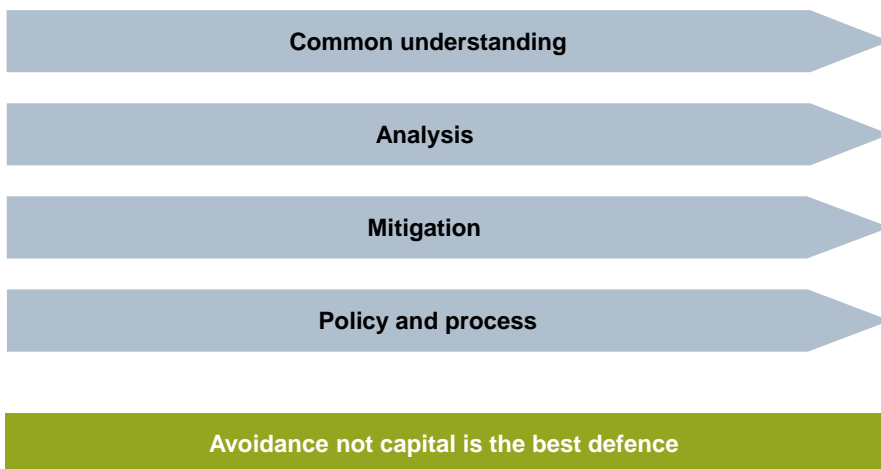 Common understanding
Analysis
Mitigation
Policy and process
Avoidance not capital is the best defence